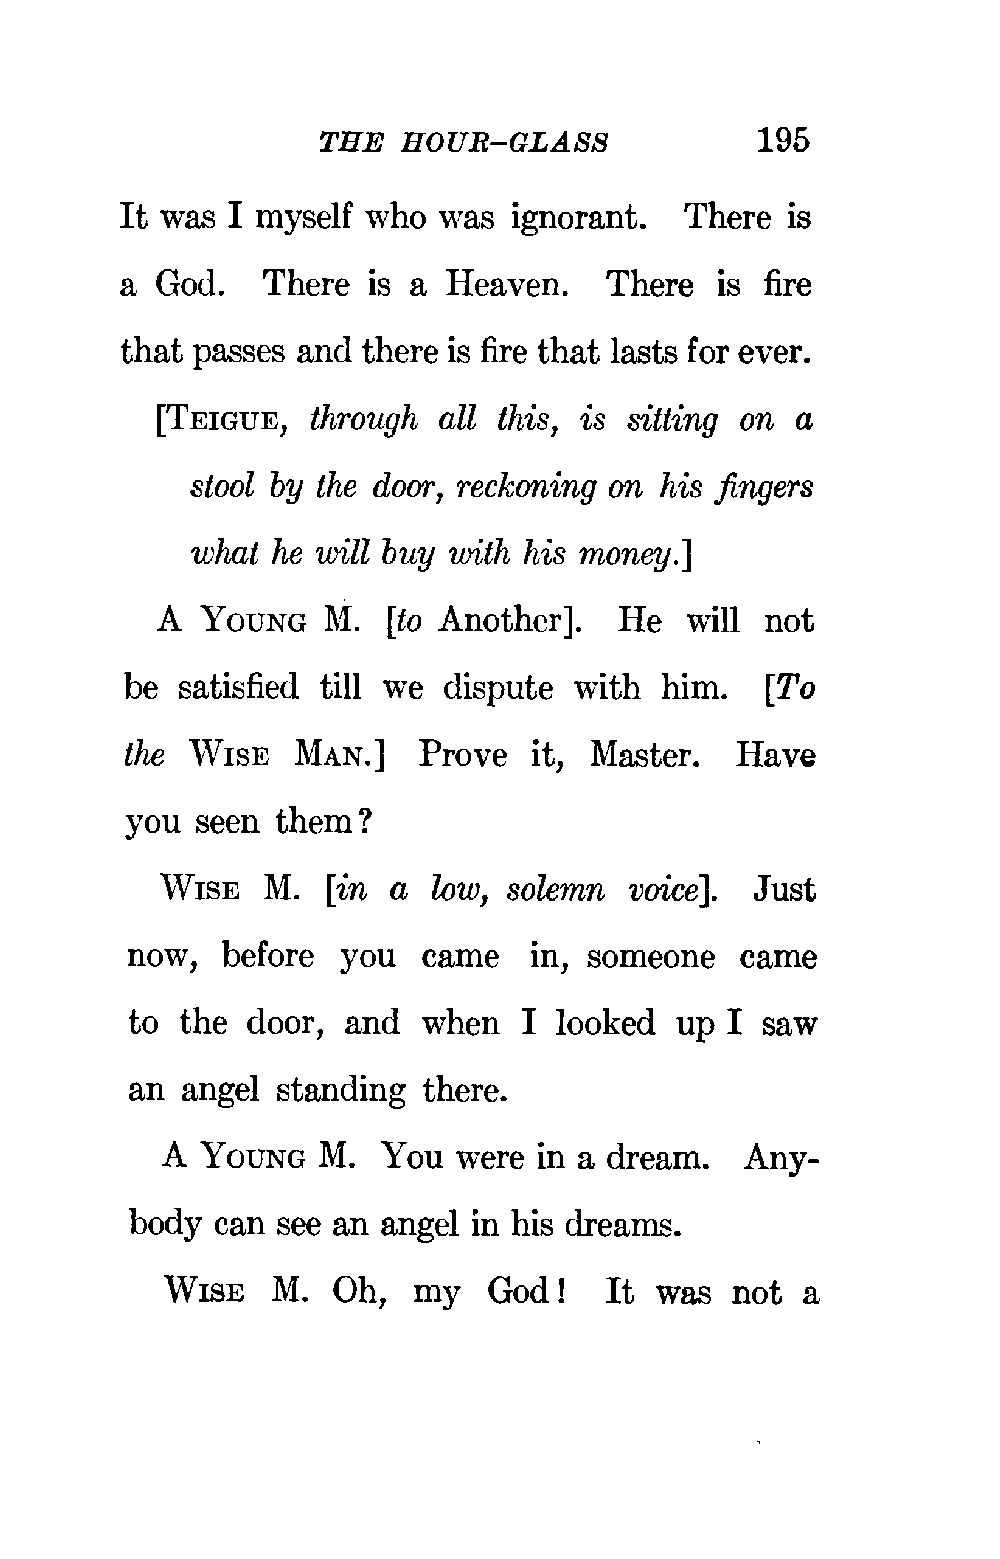 THE HOUR-GLASS 195
It was I myself who was ignorant. There is
a God. There is a Heaven. There is fire
that passes and there is fire that lasts for ever.
[TEIGUE, through all this, is sitting on a
stool by the door, reckoning on his fingers
what he will buy with his money.]
A YOUNG M. [to Another]. He will not
be satisfied till we dispute with him. [To
the WISE MAN.] Prove it, Master. Have
you seen them?
WISE M. [in a low, solemn voice]. Just
now, before you came in, someone came
to the door, and when I looked up I saw
an angel standing there.
A YOUNG M. You were in a dream. Any-
body can see an angel in his dreams.
WISE M. Oh, my God! It was not a